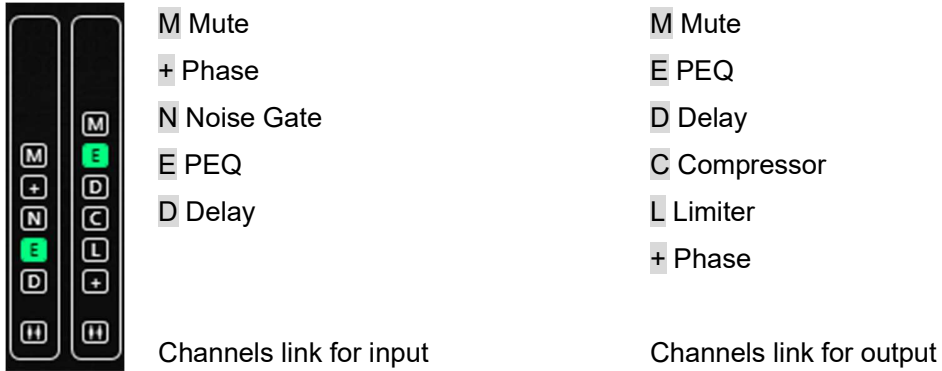 M
+
N
E
D
M
E
D
C
L
+
M Mute
+ Phase
N Noise Gate
E PEQ
D Delay
Channels link for input
M Mute
E PEQ
D Delay
C Compressor
L Limiter
+ Phase
Channels link for output